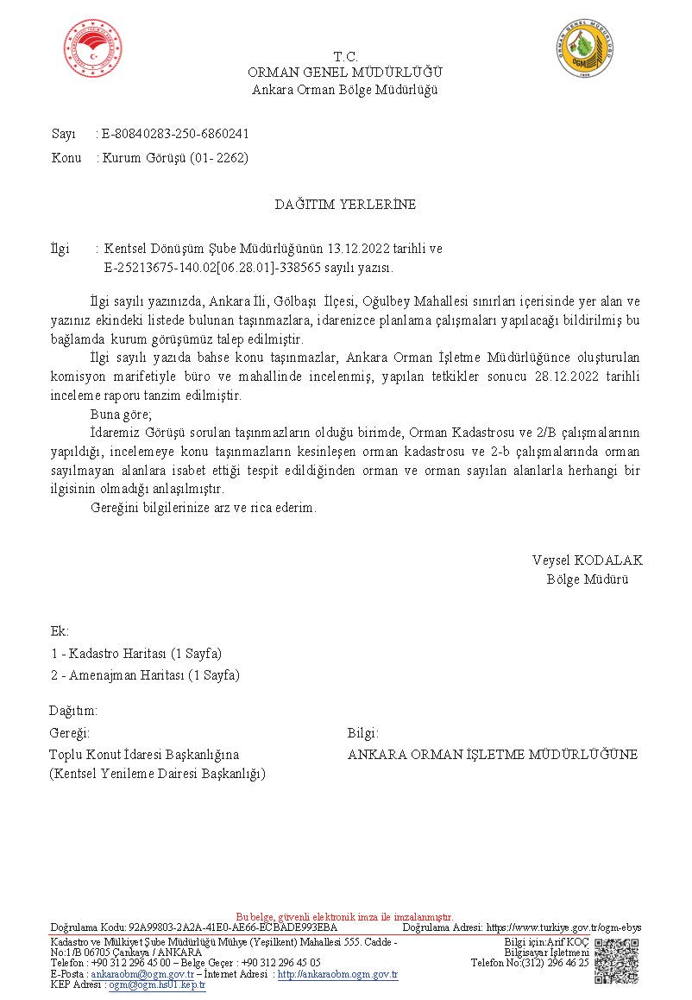 T.C.
ORMAN GENEL MÜDÜRLÜĞÜ
Ankara Orman Bölge Müdürlüğü
ORMAN GENEL MÜDÜRLÜĞÜ
OGM
Sayı : E-80840283-250-6860241
Konu : Kurum Görüşü (01- 2262)
DAĞITIM YERLERİNE
İlgi : Kentsel Dönüşüm Şube Müdürlüğünün 13.12.2022 tarihli ve
E-25213675-140.02[06.28.01]-338565 sayılı yazısı.
İlgi sayılı yazınızda, Ankara İli, Gölbaşı İlçesi, Oğulbey Mahallesi sınırları içerisinde yer alan ve
yazınız ekindeki listede bulunan taşınmazlara, idarenizce planlama çalışmaları yapılacağı bildirilmiş bu
bağlamda kurum görüşümüz talep edilmiştir.
İlgi sayılı yazıda bahse konu taşınmazlar, Ankara Orman İşletme Müdürlüğünce oluşturulan
komisyon marifetiyle büro ve mahallinde incelenmiş, yapılan tetkikler sonucu 28.12.2022 tarihli
inceleme raporu tanzim edilmiştir.
Buna göre;
İdaremiz Görüşü sorulan taşınmazların olduğu birimde, Orman Kadastrosu ve 2/B çalışmalarının
yapıldığı, incelemeye konu taşınmazların kesinleşen orman kadastrosu ve 2-b çalışmalarında orman
sayılmayan alanlara isabet ettiği tespit edildiğinden orman ve orman sayılan alanlarla herhangi bir
ilgisinin olmadığı anlaşılmıştır.
Gereğini bilgilerinize arz ve rica ederim.
Veysel KODALAK
Bölge Müdürü
Ek:
1 - Kadastro Haritası (1 Sayfa)
2 - Amenajman Haritası (1 Sayfa)
Dağıtım:
Gereği: Bilgi:
Toplu Konut İdaresi Başkanlığına ANKARA ORMAN İŞLETME MÜDÜRLÜĞÜNE
(Kentsel Yenileme Dairesi Başkanlığı)
Bu belge, güvenli elektronik imza ile imzalanmıştır.
Doğrulama Kodu: 92A99803-2A2A-41E0-AE66-ECBADE993EBA Doğrulama Adresi: https://www.turkiye.gov.tr/ogm-ebys
Kadastro ve Mülkiyet Şube Müdürlüğü Mühye (Yeşilkent) Mahallesi 555. Cadde - Bilgi için:Arif KOÇ
No:1/B 06705 Çankaya / ANKARA Bilgisayar İşletmeni
Telefon : +90 312 296 45 00 – Belge Geçer : +90 312 296 45 05 Telefon No:(312) 296 46 25
E-Posta : ankaraobm@ogm.gov.tr – İnternet Adresi : http://ankaraobm.ogm.gov.tr
KEP Adresi : ogm@ogm.hs01.kep.tr